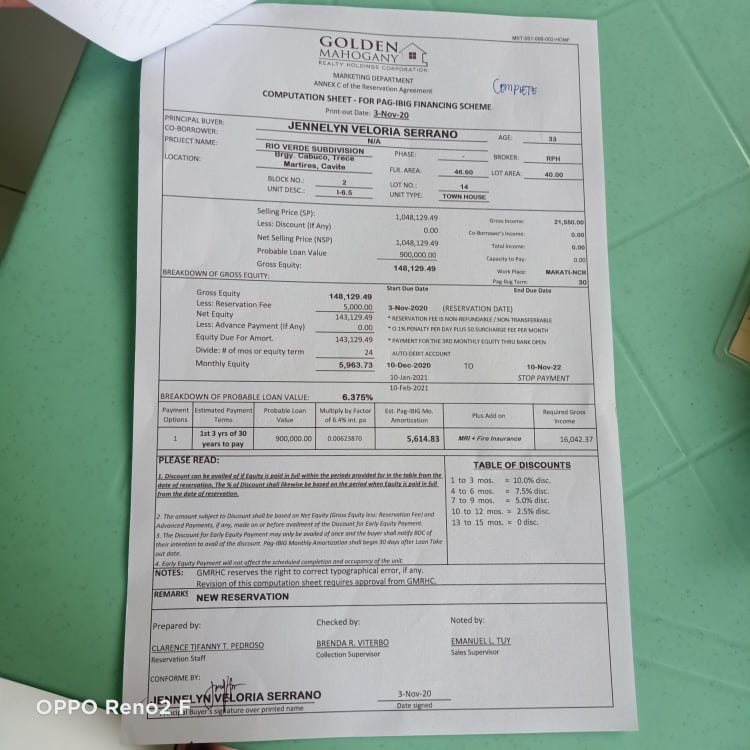 MKT-001-006-002-HDMF
GOLDEN
MAHOGANY
REALTY HOLDINGS CORPORATION
MARKETING DEPARTMENT
ANNEX C of the Reservation Agreement
COMPLETE
COMPUTATION SHEET - FOR PAG-IBIG FINANCING SCHEME
Print-out Date: 3-Nov-20
PRINCIPAL BUYER: JENNELYN VELORIA SERRANO AGE: 33
CO-BORROWER: N/A
PROJECT NAME: RIO VERDE SUBDIVISION PHASE: - BROKER: RPH
LOCATION: Brgy. Cabuco, Trece Martires, Cavite FLR. AREA: 46.60 LOT AREA: 40.00
BLOCK NO.: 2 LOT NO.: 14
UNIT DESC.: I-6.5 UNIT TYPE: TOWN HOUSE
Selling Price (SP): 1,048,129.49 Gross Income: 21,550.00
Less: Discount (If Any) 0.00 Co-Borrower's Income: 0.00
Net Selling Price (NSP) 1,048,129.49 Total Income: 0.00
Probable Loan Value 900,000.00 Capacity to Pay: 0.00
Gross Equity: 148,129.49 Work Place: MAKATI-NCR
Pag-Ibig Term: 30
BREAKDOWN OF GROSS EQUITY:
Start Due Date End Due Date
Gross Equity 148,129.49
Less: Reservation Fee 5,000.00 3-Nov-2020 (RESERVATION DATE)
Net Equity 143,129.49 * RESERVATION FEE IS NON-REFUNDABLE / NON-TRANSFERRABLE
Less: Advance Payment (If Any) 0.00 * 0.1% PENALTY PER DAY PLUS 50 SURCHARGE FEE PER MONTH
Equity Due For Amort. 143,129.49 * PAYMENT FOR THE 3RD MONTHLY EQUITY THRU BANK OPEN
Divide: # of mos or equity term 24 AUTO DEBIT ACCOUNT
Monthly Equity 5,963.73 10-Dec-2020 TO 10-Nov-22
10-Jan-2021 STOP PAYMENT
10-Feb-2021
BREAKDOWN OF PROBABLE LOAN VALUE: 6.375%
Payment Options Estimated Payment Terms Probable Loan Value Multiply by Factor of 6.4% int. pa Est. Pag-IBIG Mo. Amortization Plus Add on Required Gross Income
1 1st 3 yrs of 30 years to pay 900,000.00 0.00623870 5,614.83 MRI + Fire Insurance 16,042.37
PLEASE READ:
1. Discount can be availed of if Equity is paid in full within the periods provided for in the table from the
date of reservation. The % of Discount shall likewise be based on the period when Equity is paid in full
from the date of reservation.
2. The amount subject to Discount shall be based on Net Equity (Gross Equity less: Reservation Fee) and
Advanced Payments, if any, made on or before availment of the Discount for Early Equity Payment.
3. The Discount for Early Equity Payment may only be availed of once and the buyer shall notify BDC of
their intention to avail of the discount. Pag-IBIG Monthly Amortization shall begin 30 days after Loan Take
out date.
4. Early Equity Payment will not affect the scheduled completion and occupancy of the unit.
TABLE OF DISCOUNTS
1 to 3 mos. = 10.0% disc.
4 to 6 mos. = 7.5% disc.
7 to 9 mos. = 5.0% disc.
10 to 12 mos. = 2.5% disc.
13 to 15 mos. = 0 disc.
NOTES: GMRHC reserves the right to correct typographical error, if any.
Revision of this computation sheet requires approval from GMRHC.
REMARKS NEW RESERVATION
Prepared by: Checked by: Noted by:
CLARENCE TIFANNY T. PEDROSO BRENDA R. VITERBO EMANUEL L. TUY
Reservation Staff Collection Supervisor Sales Supervisor
CONFORME BY:
JENNELYN VELORIA SERRANO 3-Nov-20
Principal Buyer's signature over printed name Date signed
OPPO Reno2 F